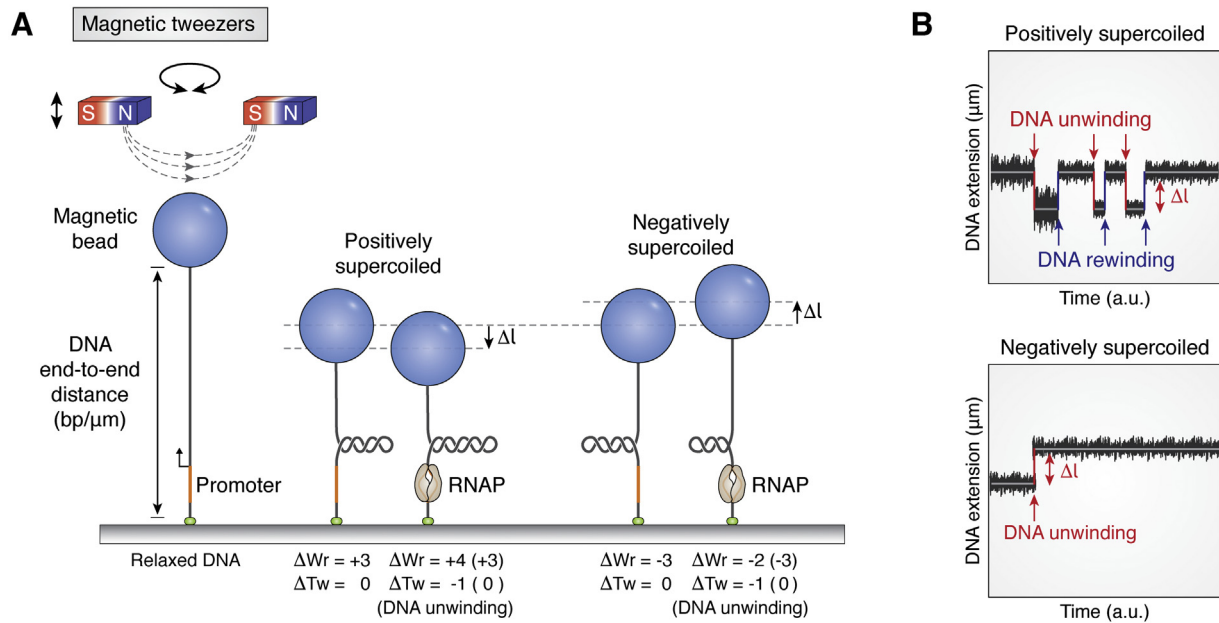 A
Magnetic tweezers
S N
S N
Magnetic
bead
DNA
end-to-end
distance
(bp/μm)
Promoter
Relaxed DNA
Positively
supercoiled
Δl
RNAP
ΔWr = +3
ΔTw = 0
ΔWr = +4 (+3)
ΔTw = -1 ( 0 )
(DNA unwinding)
Negatively
supercoiled
Δl
RNAP
ΔWr = -3
ΔTw = 0
ΔWr = -2 (-3)
ΔTw = -1 ( 0 )
(DNA unwinding)
B
Positively supercoiled
DNA extension (μm)
DNA unwinding
Δl
DNA rewinding
Time (a.u.)
Negatively supercoiled
DNA extension (μm)
Δl
DNA unwinding
Time (a.u.)